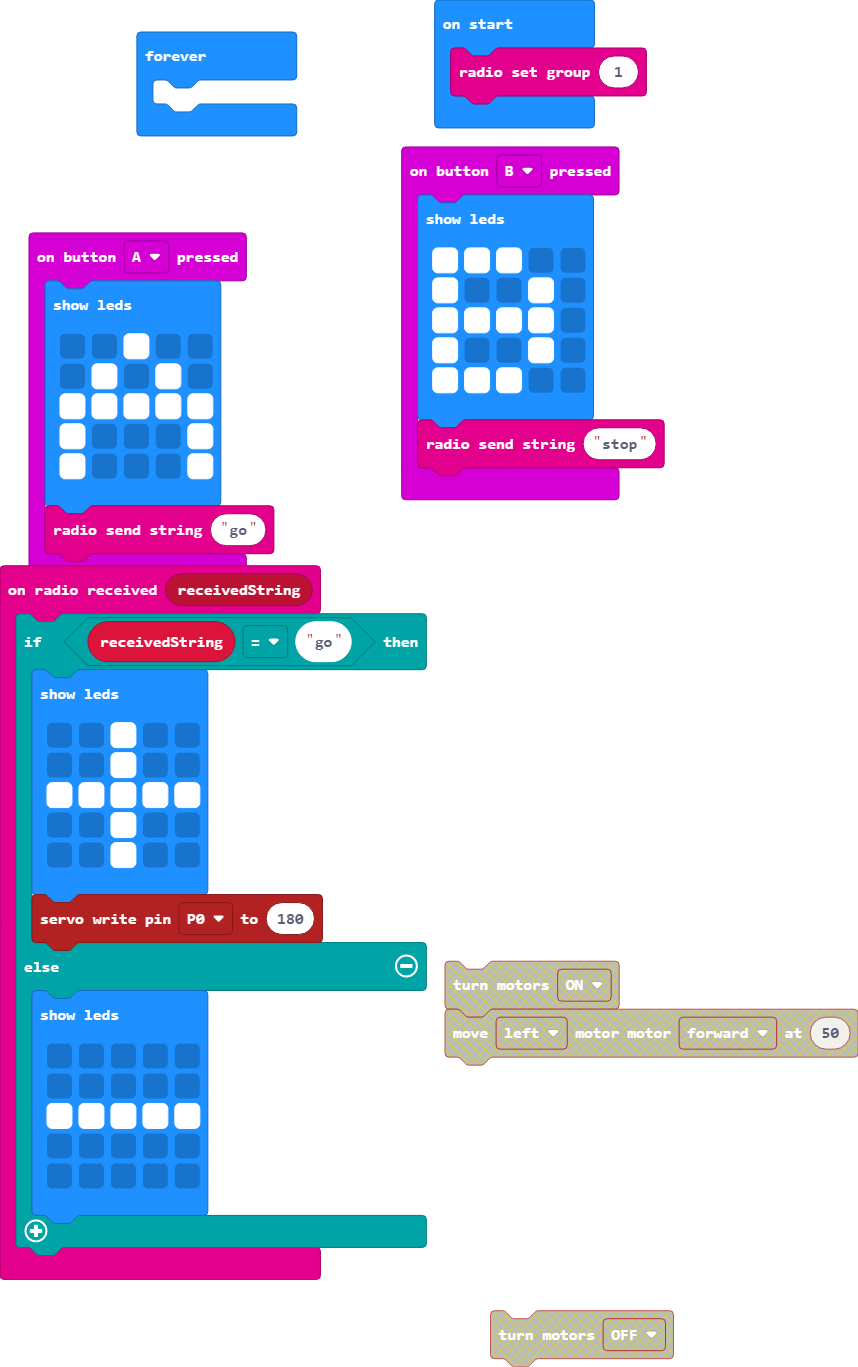 forever
on start
radio set group 1
on button B pressed
show leds
radio send string "stop"
on button A pressed
show leds
radio send string "go"
on radio received receivedString
if receivedString = "go" then
show leds
servo write pin P0 to 180
else
show leds
turn motors ON
move left motor motor forward at 50
turn motors OFF